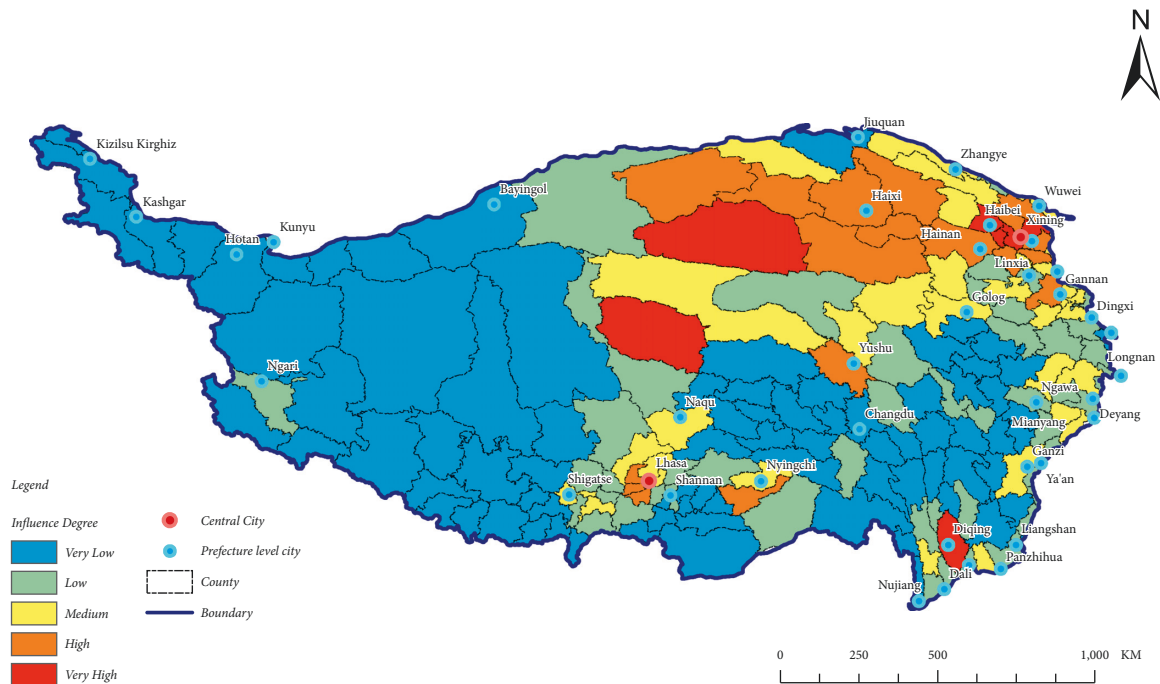 N
Jiuquan
Kizilsu Kirghiz
Zhangye
Bayingol
Wuwei
Kashgar
Haixi
Haibei
Xining
Kunyu
Hotan
Hainan
Linxia
Gannan
Golog
Dingxi
Yushu
Longnan
Ngari
Ngawa
Naqu
Changdu
Mianyang
Deyang
Ganzi
Lhasa
Nyingchi
Shigatse
Shannan
Ya'an
Diqing
Liangshan
Panzhihua
Dali
Nujiang
Legend
Influence Degree
Very Low
Low
Medium
High
Very High
Central City
Prefecture level city
County
Boundary
0 250 500 1,000 KM